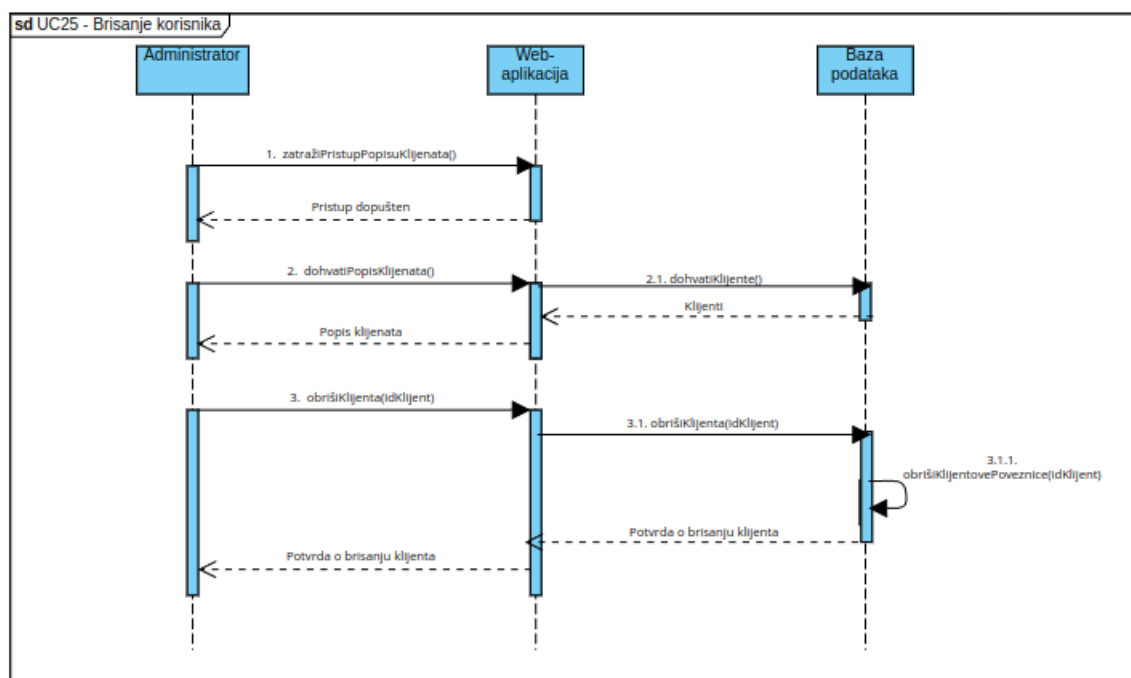 sd UC25 - Brisanje korisnika
Administrator
Web-
aplikacija
Baza
podataka
1. zatražiPristupPopisuKlijenata()
Pristup dopušten
2. dohvatiPopisKlijenata()
2.1. dohvatiKlijente()
Klijenti
Popis klijenata
3. obrišiKlijenta(idKlijent)
3.1. obrišiKlijenta(idKlijent)
3.1.1.
obrišiKlijentovePoveznice(idKlijent)
Potvrda o brisanju klijenta
Potvrda o brisanju klijenta